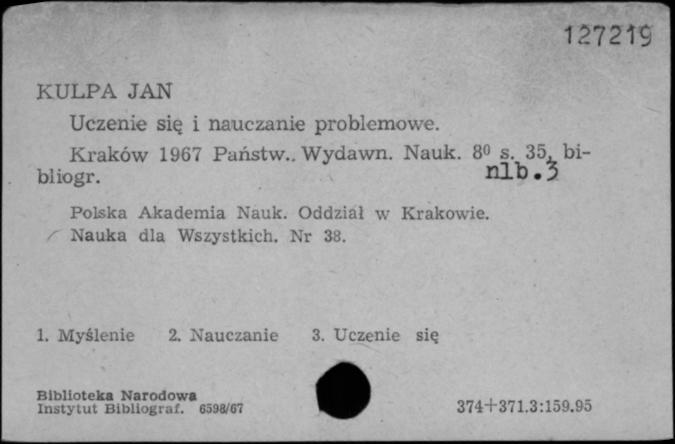 127219
KULPA JAN
Uczenie się i nauczanie problemowe.
Kraków 1967 Państw.. Wydawn. Nauk. 8⁰ s. 35, bi-
bliogr. nlb.3
Polska Akademia Nauk. Oddział w Krakowie.
Nauka dla Wszystkich. Nr 38.
1. Myślenie 2. Nauczanie 3. Uczenie się
Biblioteka Narodowa
Instytut Bibliograf. 6598/67 374+371.3:159.95